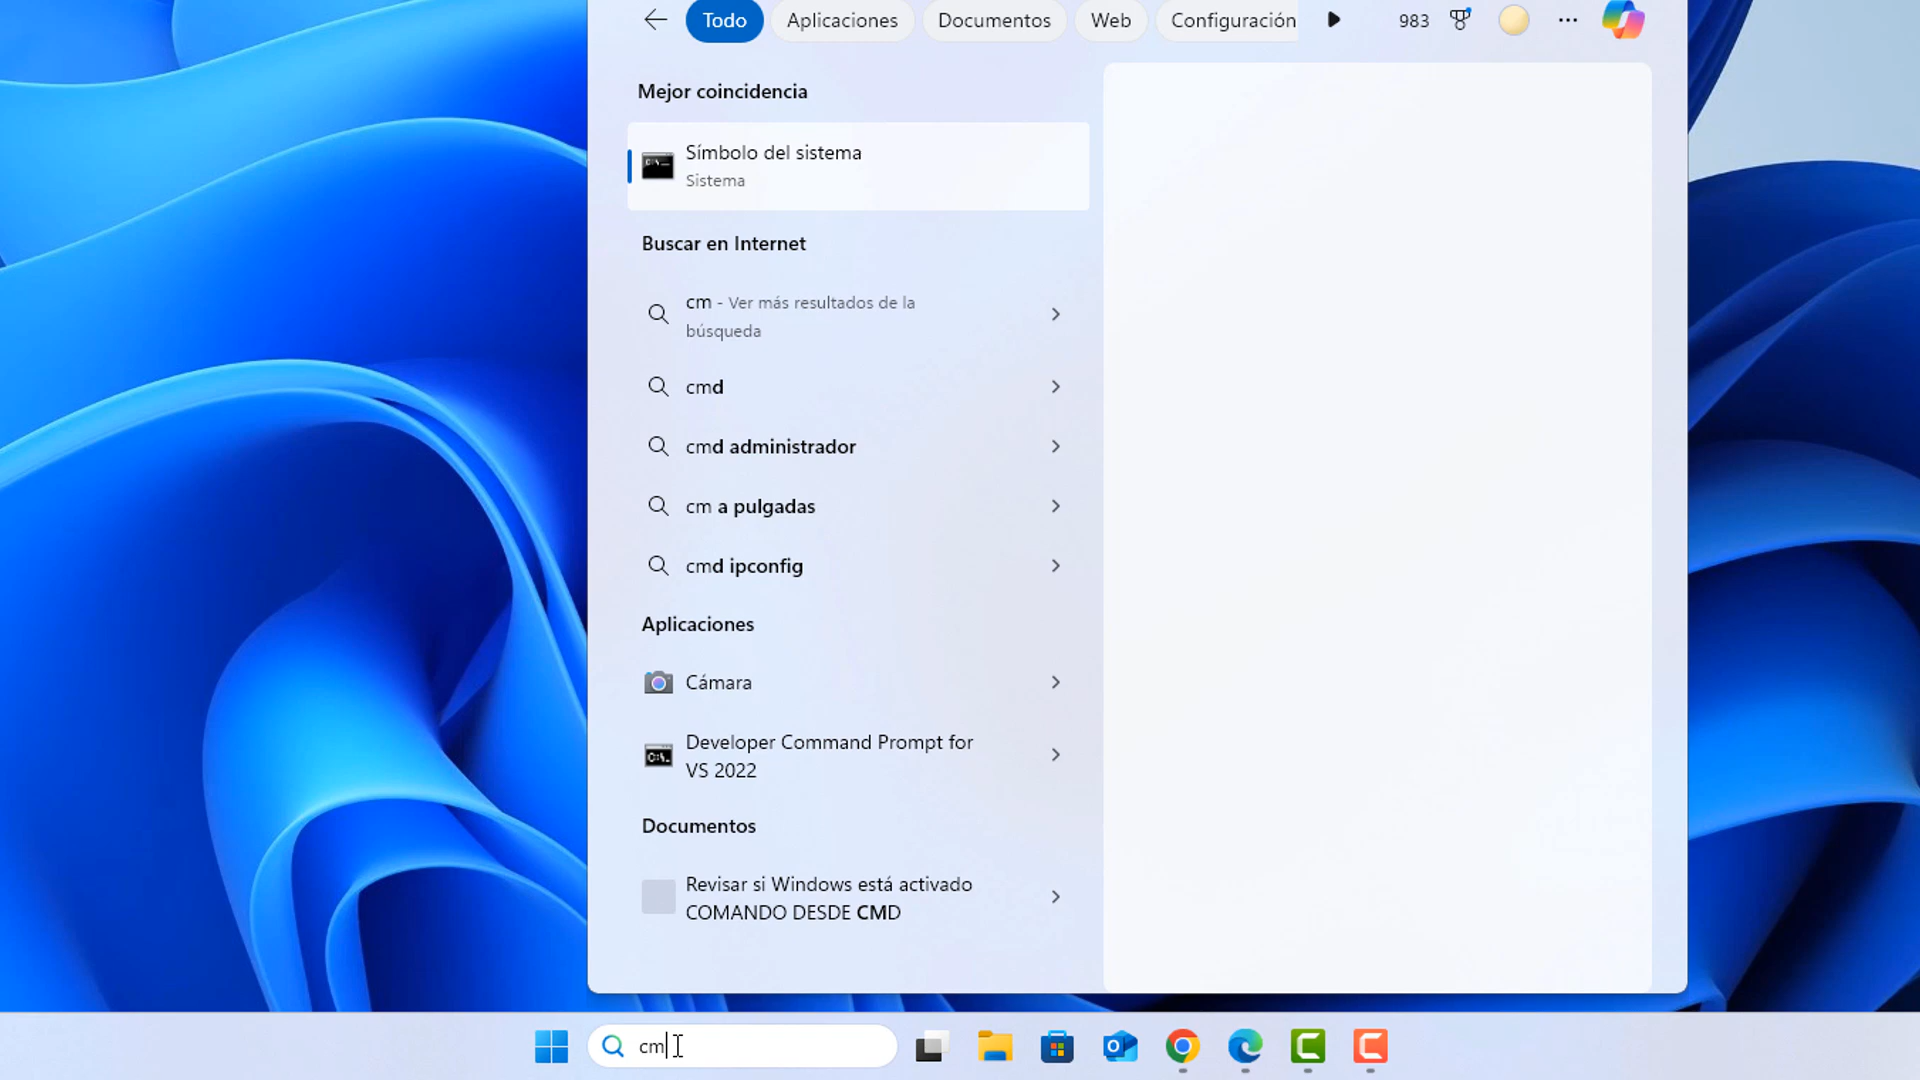 Todo
Aplicaciones
Documentos
Web
Configuración
983
Mejor coincidencia
Símbolo del sistema
Sistema
Buscar en Internet
cm - Ver más resultados de la
búsqueda
cmd
cmd administrador
cm a pulgadas
cmd ipconfig
Aplicaciones
Cámara
Developer Command Prompt for
VS 2022
Documentos
Revisar si Windows está activado
COMANDO DESDE CMD
cm